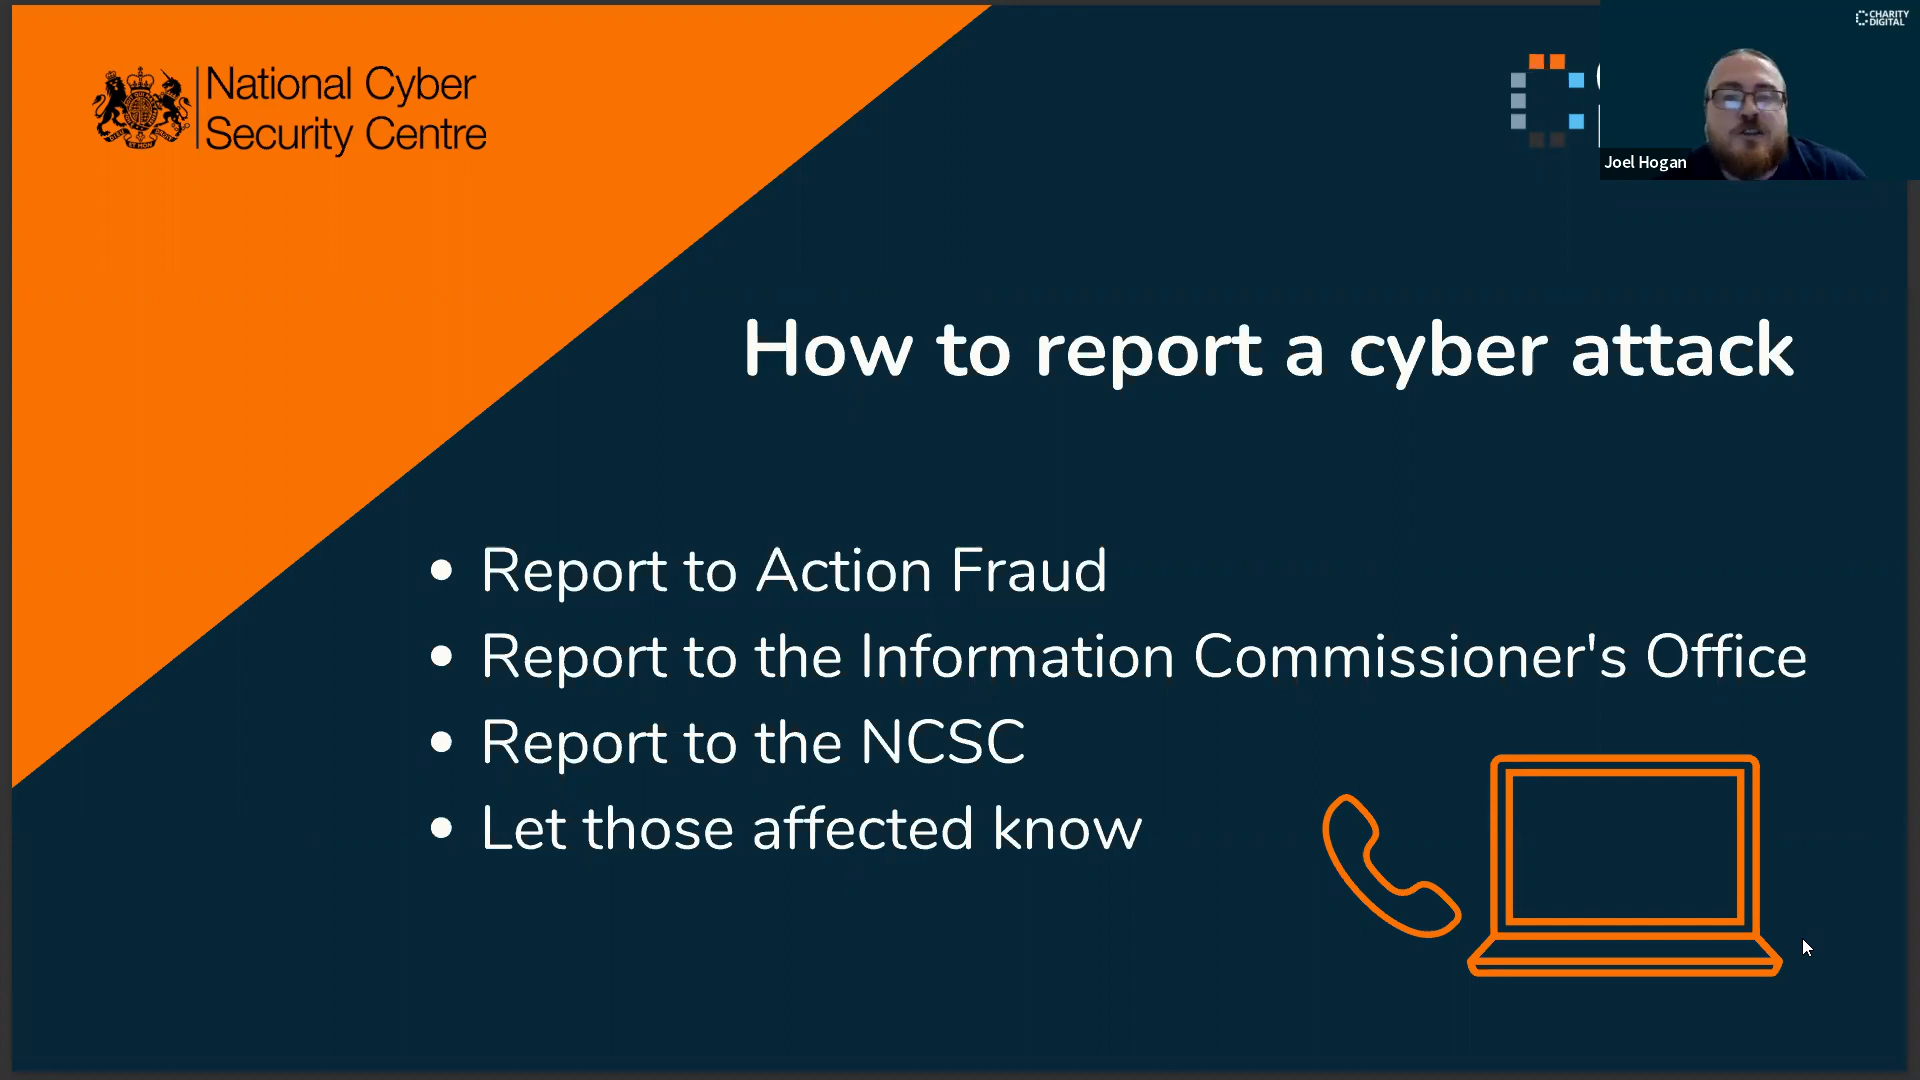 National Cyber
Security Centre
CHARITY
DIGITAL
Joel Hogan
How to report a cyber attack
• Report to Action Fraud
• Report to the Information Commissioner's Office
• Report to the NCSC
• Let those affected know